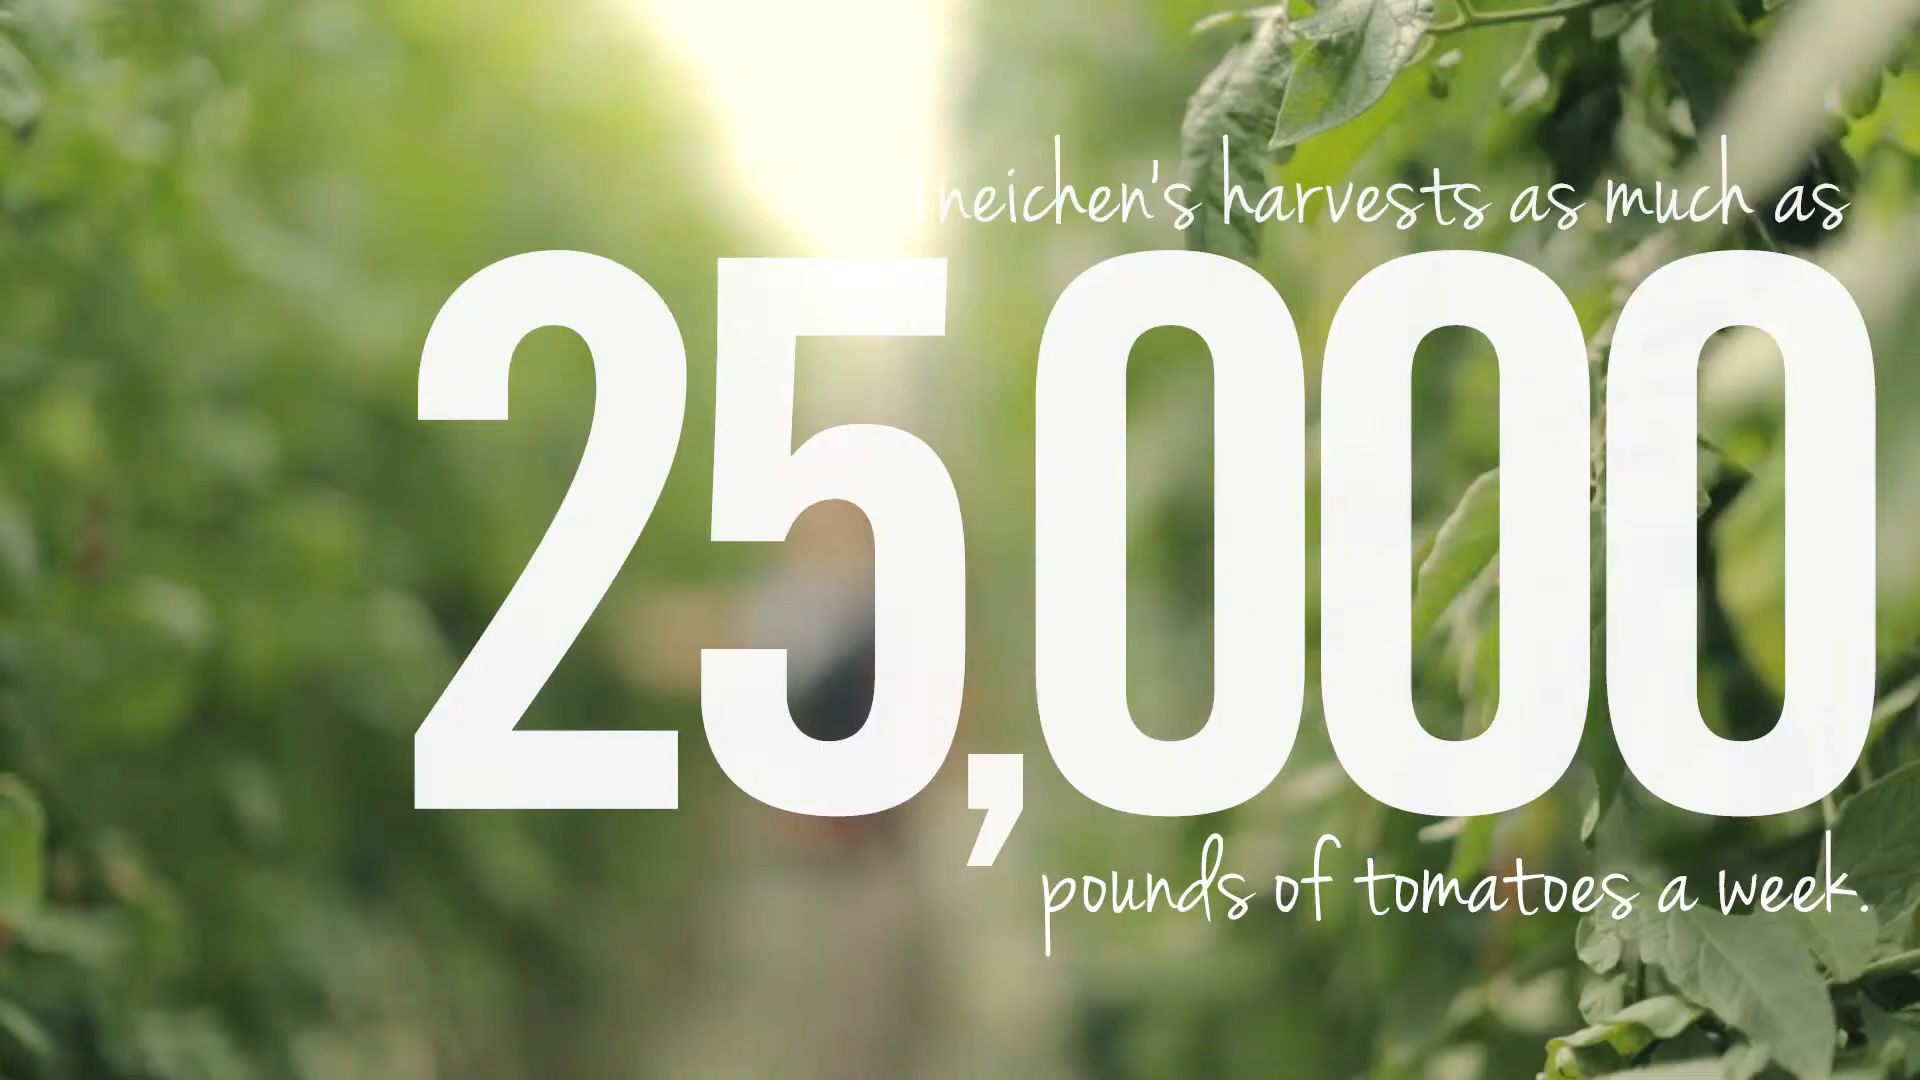 Ineichen's harvests as much as
25,000
pounds of tomatoes a week.